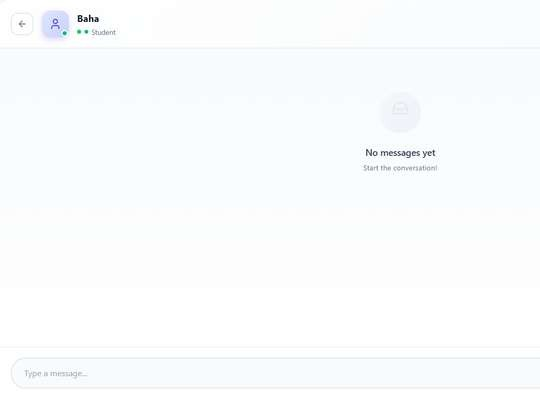 Baha
Student
No messages yet
Start the conversation!
Type a message...